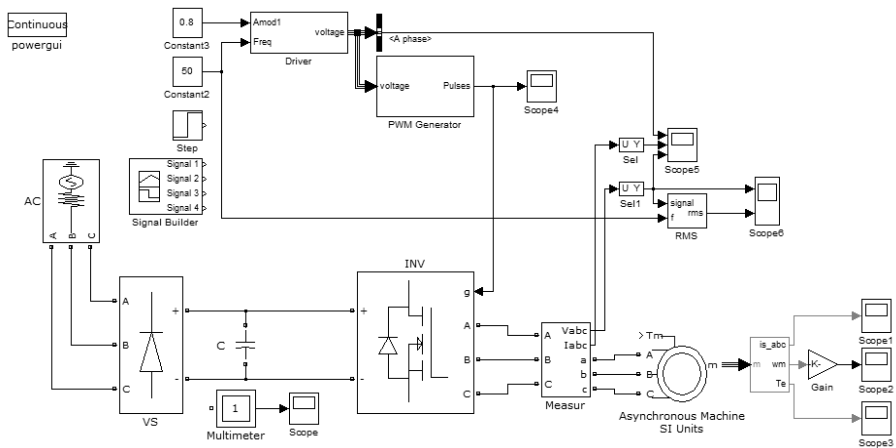 Continuous
powergui
0.8
Constant3
50
Constant2
Amod1
Freq
voltage
Driver
<A phase>
voltage
Pulses
PWM Generator
Scope4
Step
Signal 1
Signal 2
Signal 3
Signal 4
Signal Builder
U Y
Sel
Scope5
U Y
Sel1
signal
rms
f
RMS
Scope6
AC
A
B
C
A
B
C
+
-
VS
C
INV
+
-
g
A
B
C
Multimeter
1
Scope
A
B
C
Vabc
Iabc
a
b
c
Measur
Tm
A
B
C
m
Asynchronous Machine
SI Units
m
is_abc
wm
Te
-K-
Gain
Scope1
Scope2
Scope3